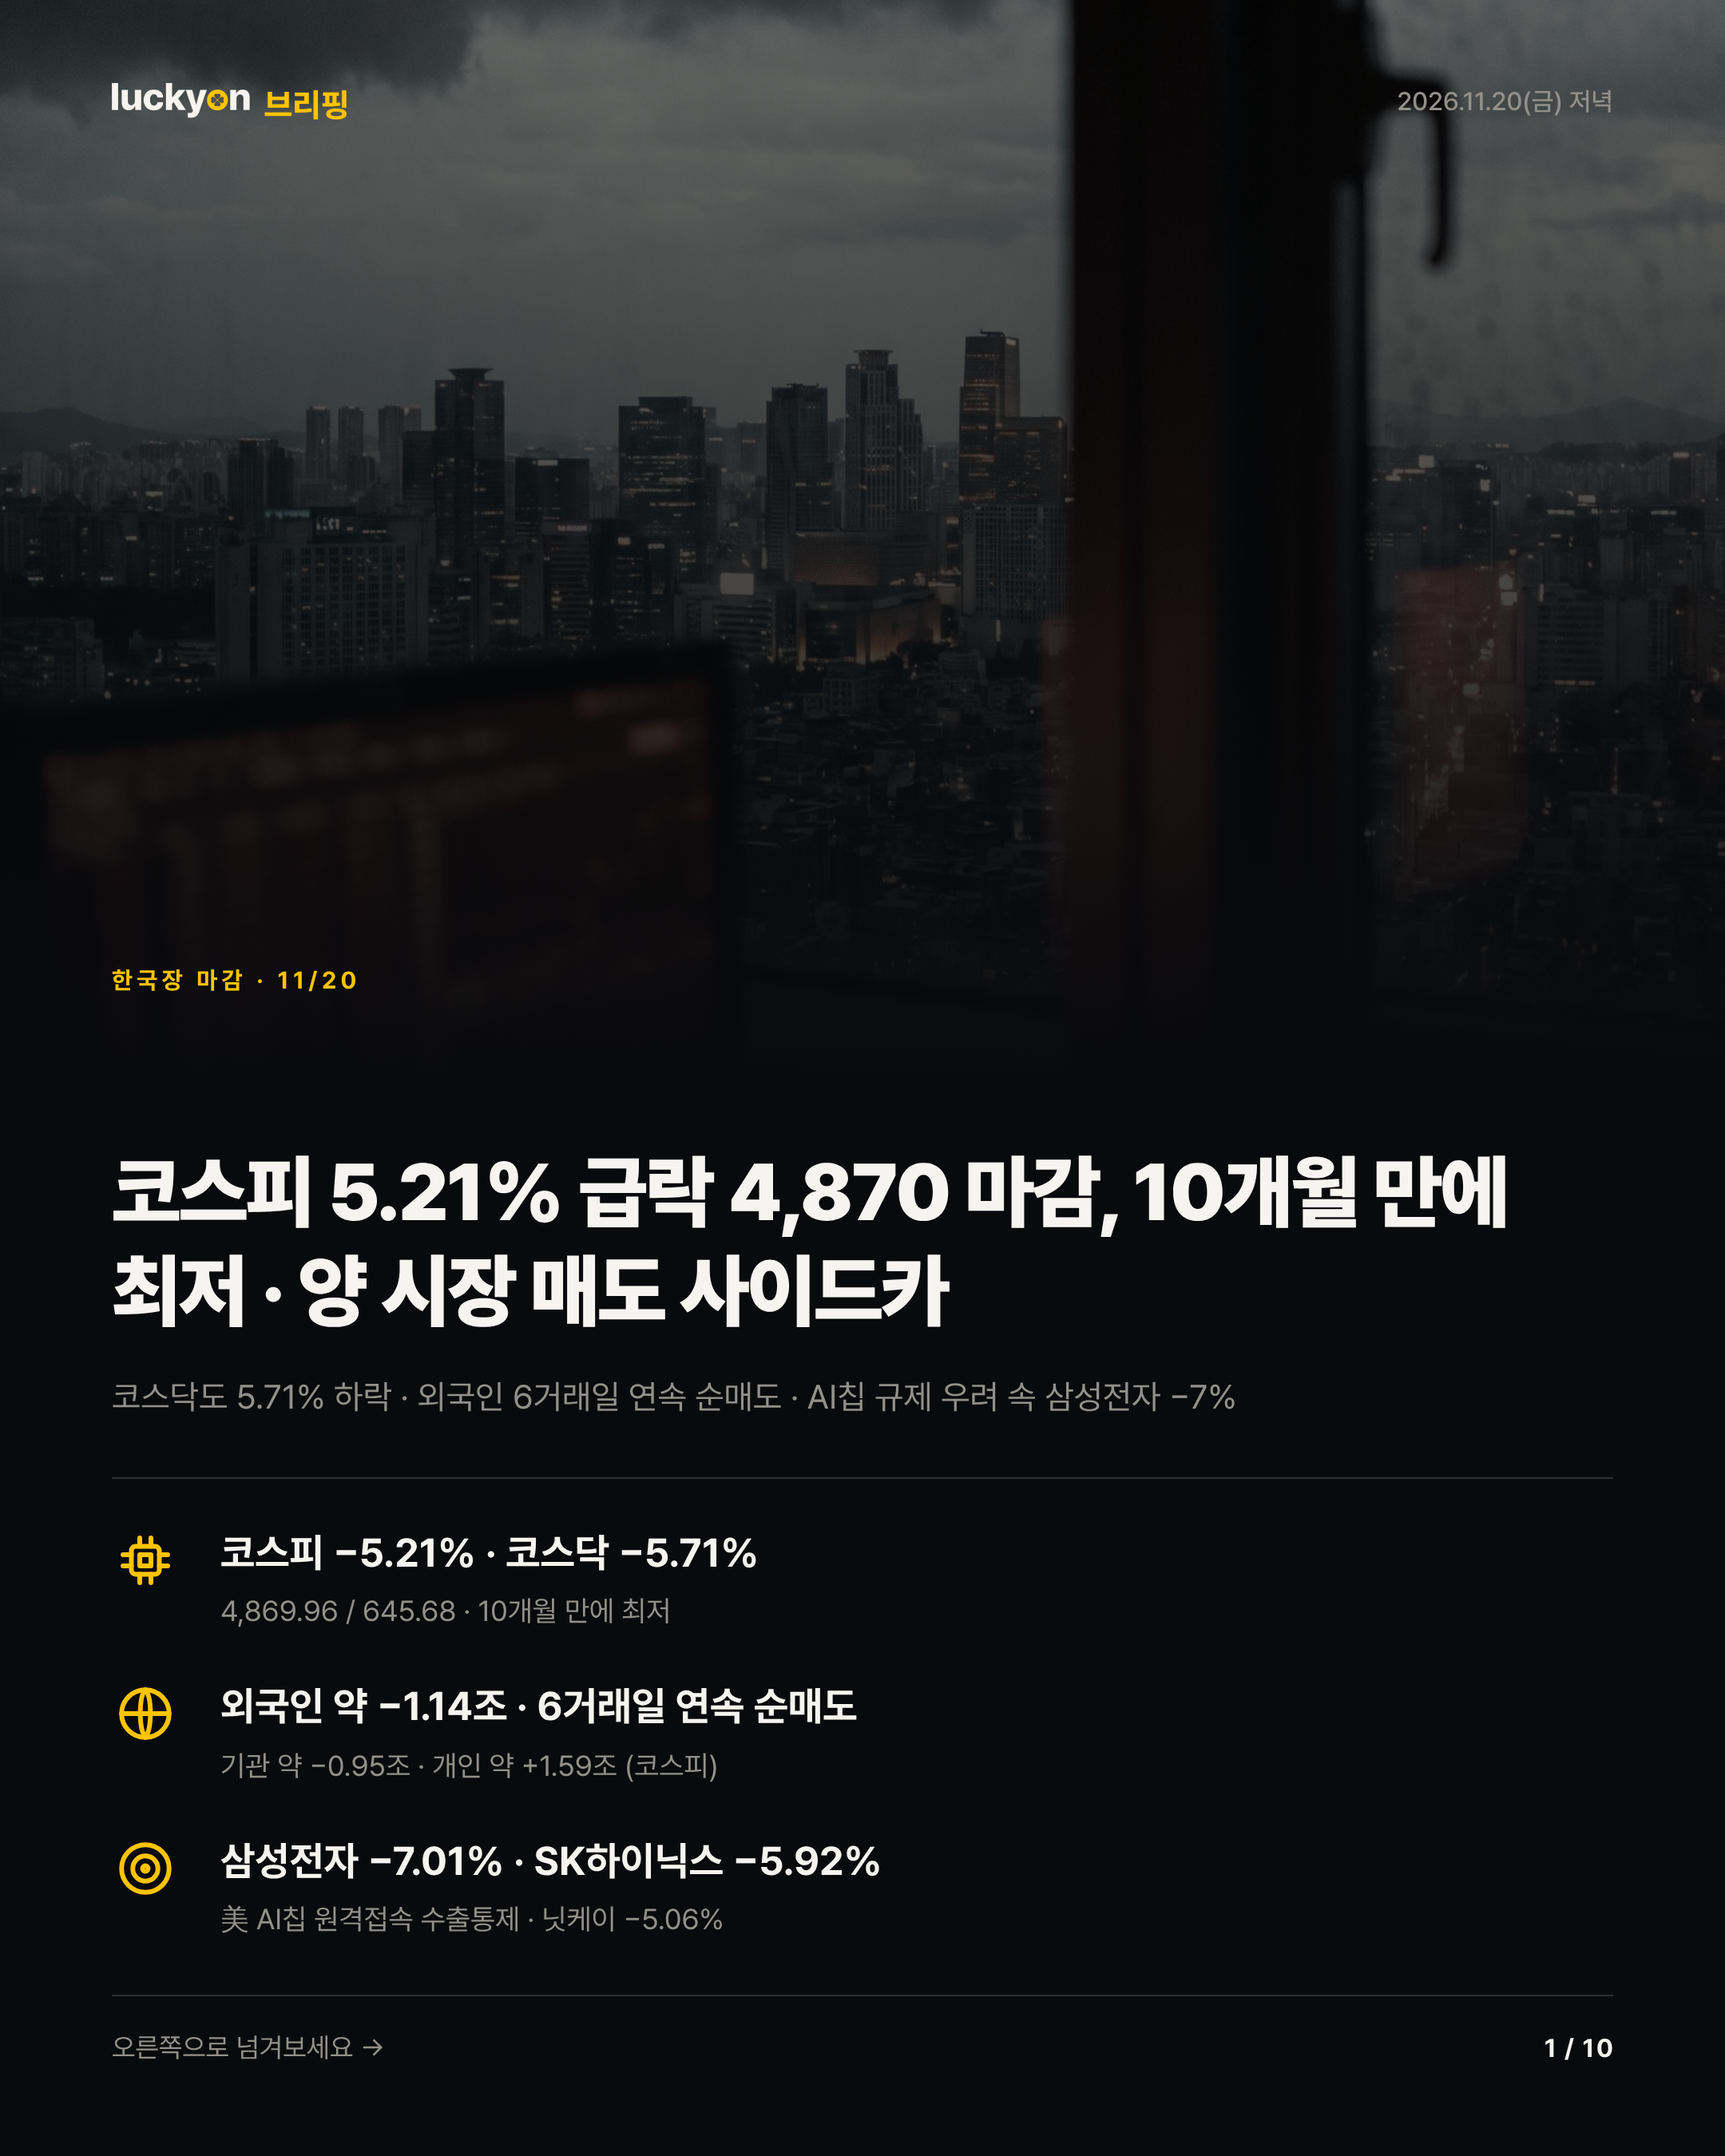 luckyon 브리핑
2026.11.20(금) 저녁
한국장 마감 · 11/20
코스피 5.21% 급락 4,870 마감, 10개월 만에
최저 · 양 시장 매도 사이드카
코스닥도 5.71% 하락 · 외국인 6거래일 연속 순매도 · AI칩 규제 우려 속 삼성전자 −7%
코스피 −5.21% · 코스닥 −5.71%
4,869.96 / 645.68 · 10개월 만에 최저
외국인 약 −1.14조 · 6거래일 연속 순매도
기관 약 −0.95조 · 개인 약 +1.59조 (코스피)
삼성전자 −7.01% · SK하이닉스 −5.92%
美 AI칩 원격접속 수출통제 · 닛케이 −5.06%
오른쪽으로 넘겨보세요 →
1 / 10